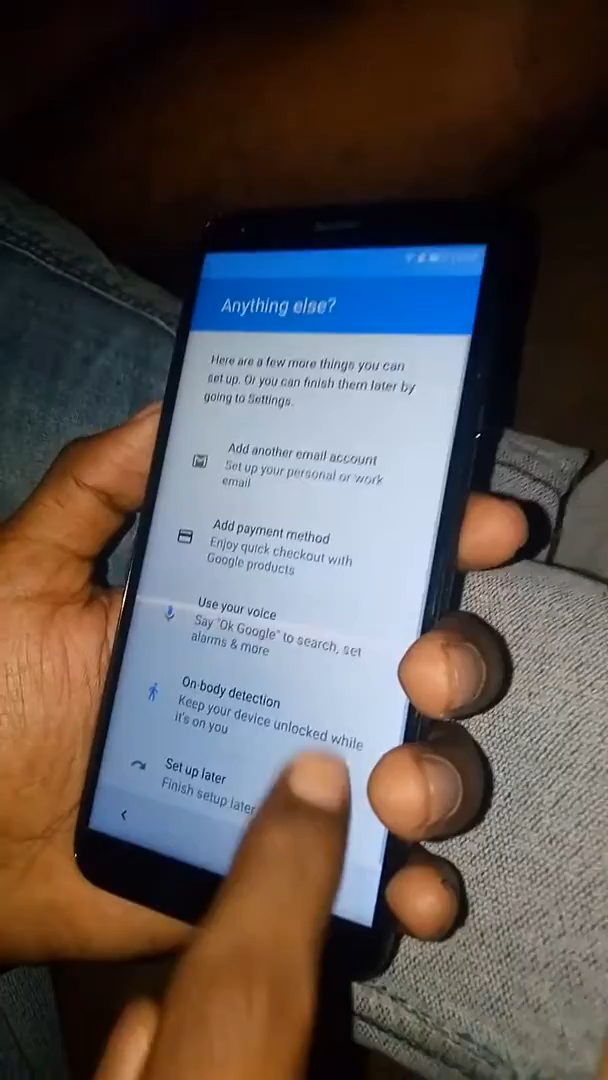 Anything else?
Here are a few more things you can
set up. Or you can finish them later by
going to Settings.
Add another email account
Set up your personal or work
email
Add payment method
Enjoy quick checkout with
Google products
Use your voice
Say "Ok Google" to search, set
alarms & more
On-body detection
Keep your device unlocked while
it's on you
Set up later
Finish setup later